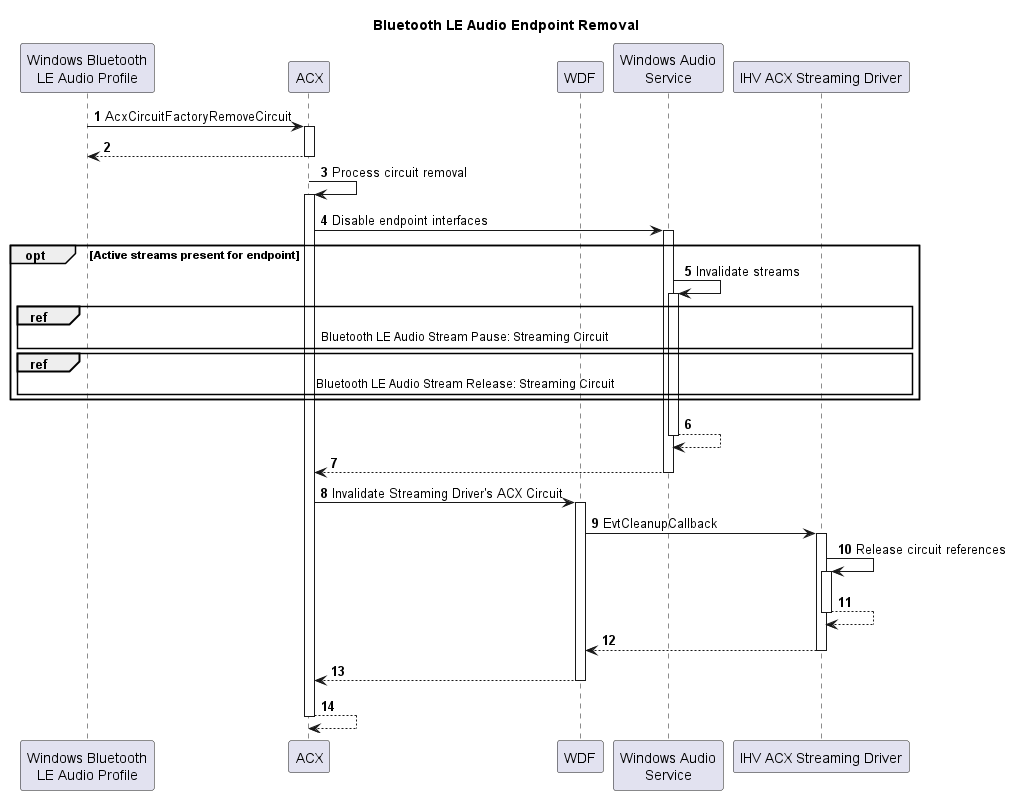 Bluetooth LE Audio Endpoint Removal
Windows Bluetooth
LE Audio Profile
ACX
WDF
Windows Audio
Service
IHV ACX Streaming Driver
1 AcxCircuitFactoryRemoveCircuit
2
3 Process circuit removal
4 Disable endpoint interfaces
opt [Active streams present for endpoint]
5 Invalidate streams
ref
Bluetooth LE Audio Stream Pause: Streaming Circuit
ref
Bluetooth LE Audio Stream Release: Streaming Circuit
6
7
8 Invalidate Streaming Driver's ACX Circuit
9 EvtCleanupCallback
10 Release circuit references
11
12
13
14
Windows Bluetooth
LE Audio Profile
ACX
WDF
Windows Audio
Service
IHV ACX Streaming Driver